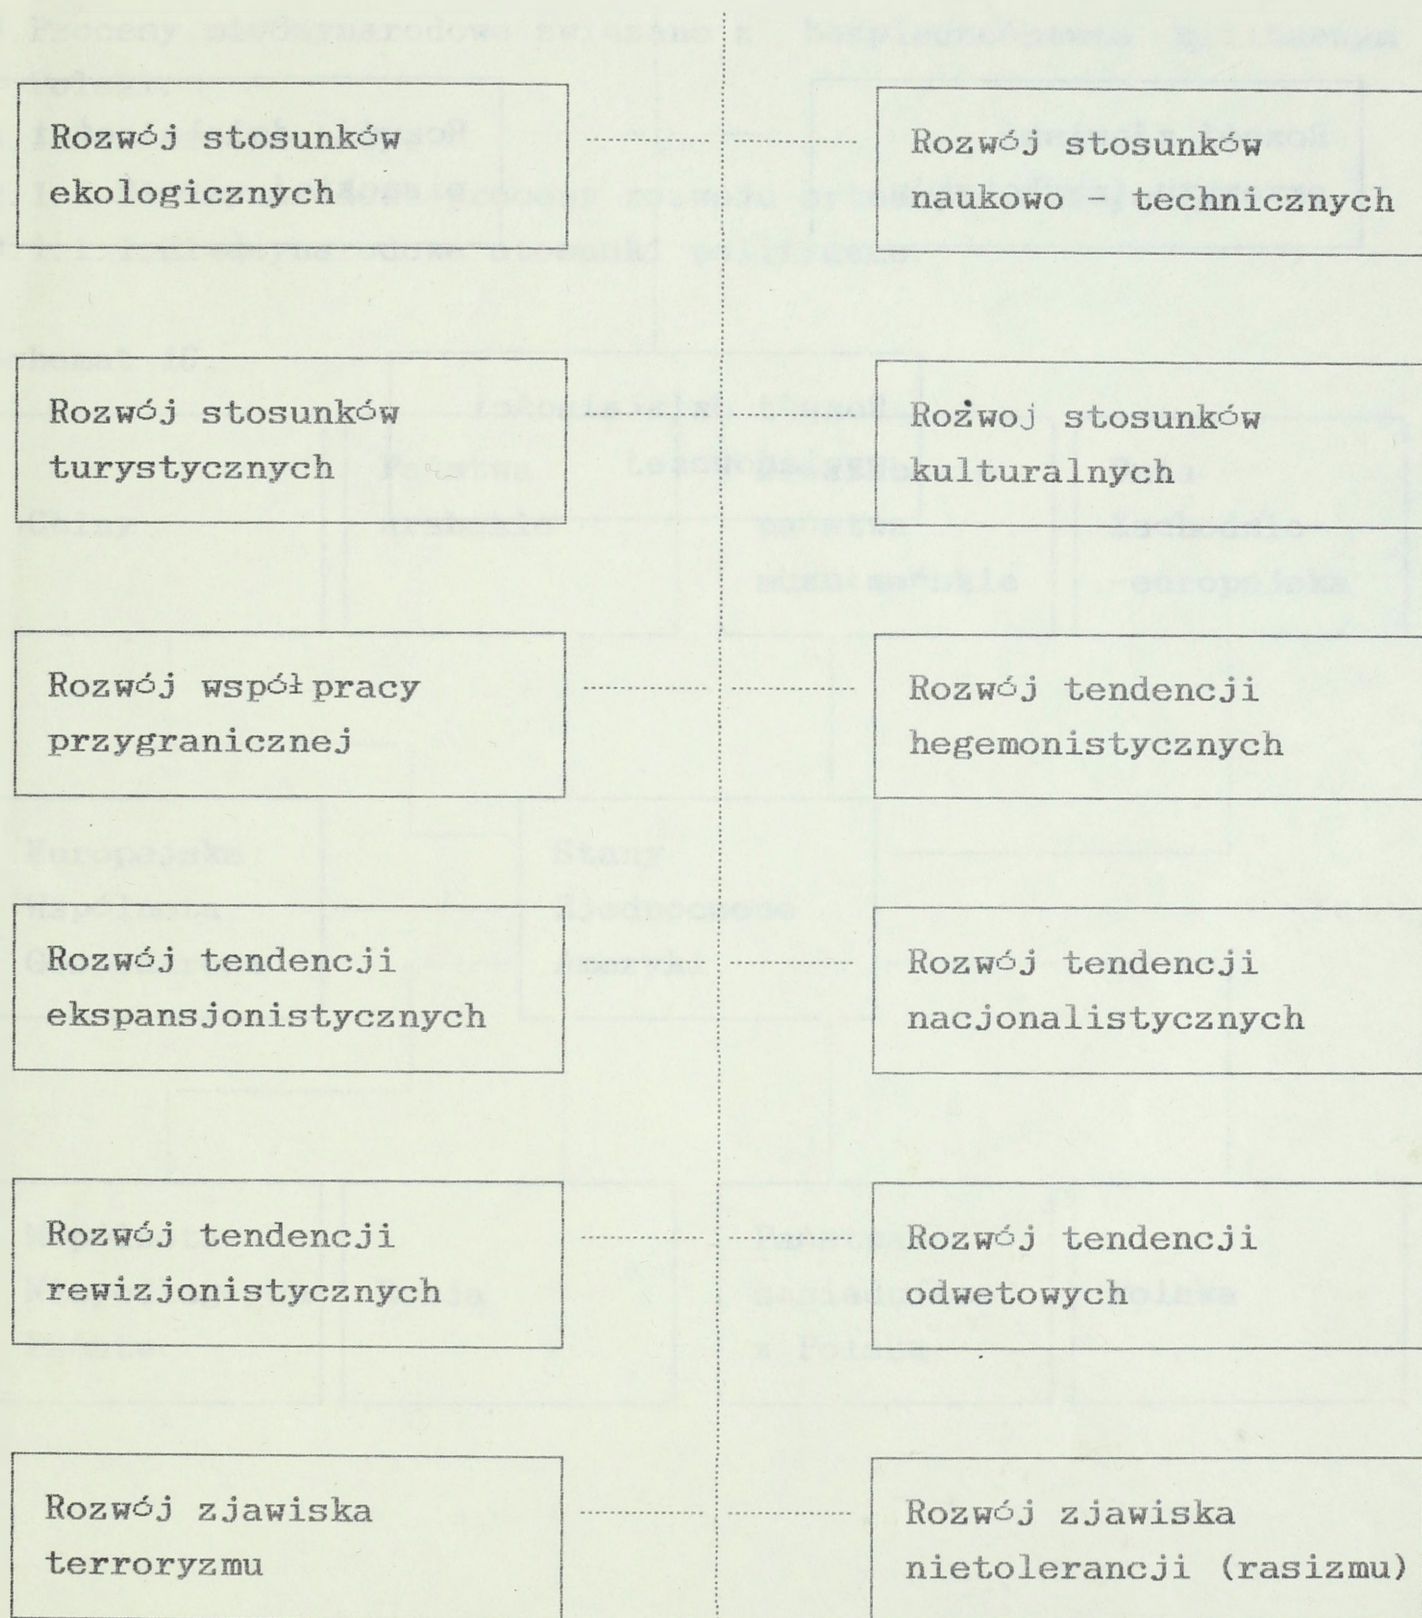 Rozwój stosunków
ekologicznych
Rozwój stosunków
naukowo - technicznych
Rozwój stosunków
turystycznych
Rożwoj stosunków
kulturalnych
Rozwój współpracy
przygranicznej
Rozwój tendencji
hegemonistycznych
Rozwój tendencji
ekspansjonistycznych
Rozwój tendencji
nacjonalistycznych
Rozwój tendencji
rewizjonistycznych
Rozwój tendencji
odwetowych
Rozwój zjawiska
terroryzmu
Rozwój zjawiska
nietolerancji (rasizmu)